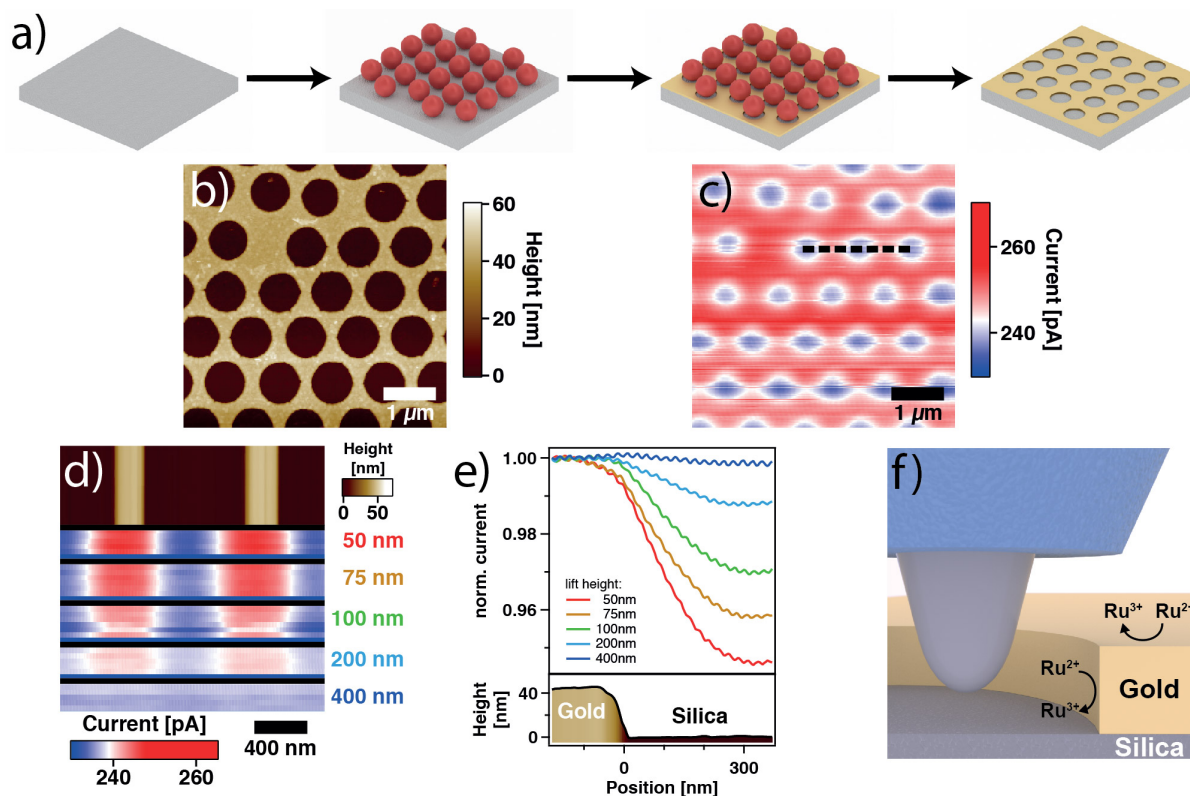 a)
b)
60
40
20
0
Height [nm]
1 µm
c)
260
240
Current [pA]
1 µm
d)
Height
[nm]
0 50
50 nm
75 nm
100 nm
200 nm
400 nm
Current [pA]
240 260
400 nm
e)
norm. current
1.00
0.98
0.96
lift height:
50nm
75nm
100nm
200nm
400nm
Height
[nm]
40
0
Gold
Silica
0 300
Position [nm]
f)
Ru3+ Ru2+
Ru2+
Ru3+
Gold
Silica